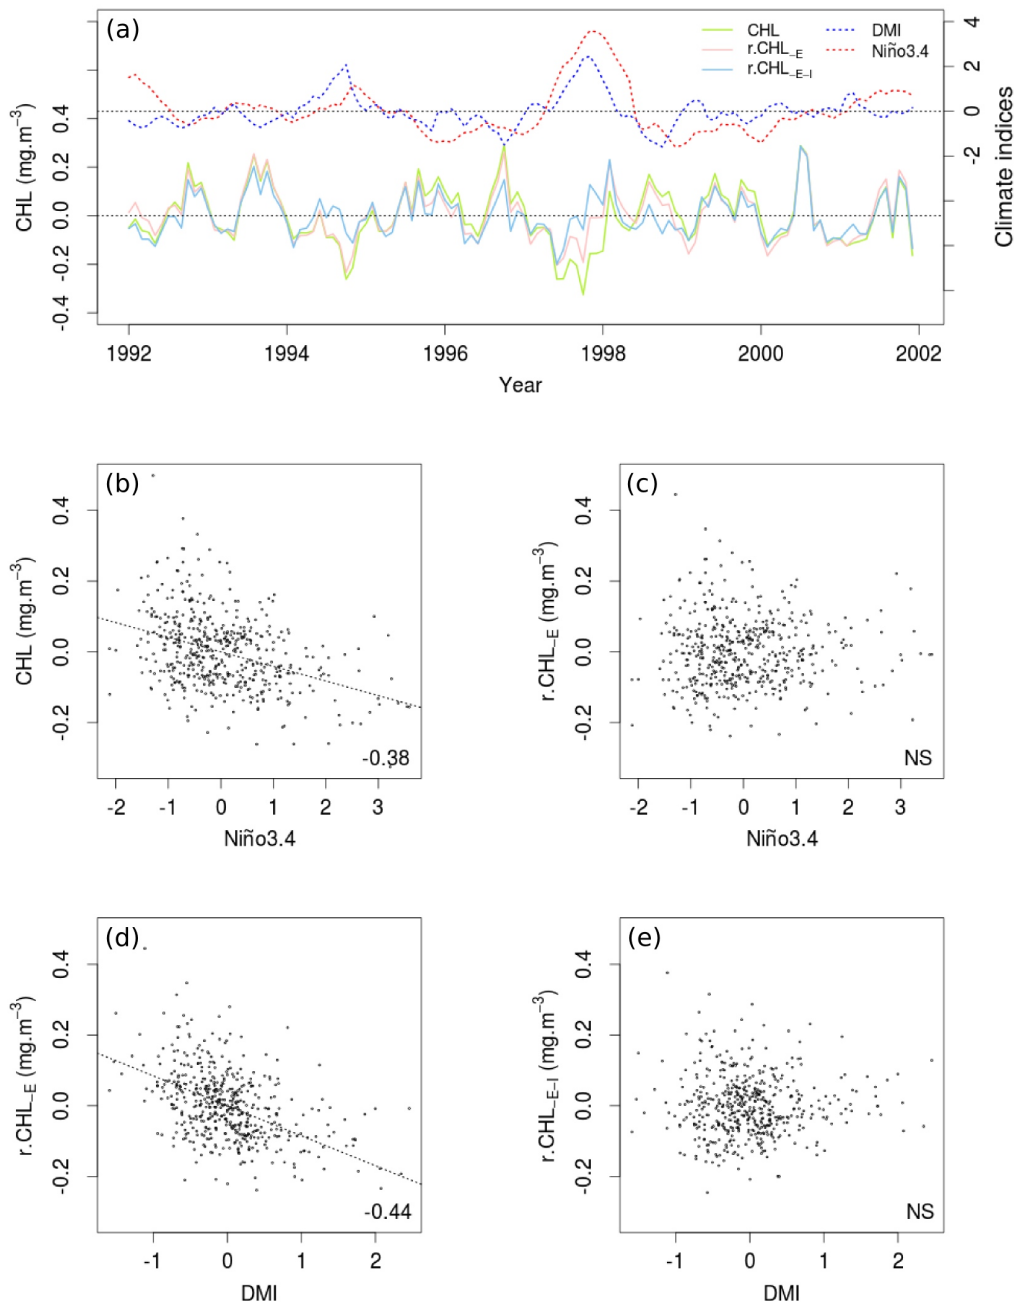 (a)
CHL
r.CHL–E
r.CHL–E–I
DMI
Niño3.4
CHL (mg.m−3)
-0.4
-0.2
0.0
0.2
0.4
4
2
0
-2
Climate indices
1992
1994
1996
1998
2000
2002
Year
(b)
CHL (mg.m−3)
-0.2
0.0
0.2
0.4
-0.38
-2
-1
0
1
2
3
Niño3.4
(c)
r.CHL–E (mg.m−3)
-0.2
0.0
0.2
0.4
NS
-2
-1
0
1
2
3
Niño3.4
(d)
r.CHL–E (mg.m−3)
-0.2
0.0
0.2
0.4
-0.44
-1
0
1
2
DMI
(e)
r.CHL–E–I (mg.m−3)
-0.2
0.0
0.2
0.4
NS
-1
0
1
2
DMI